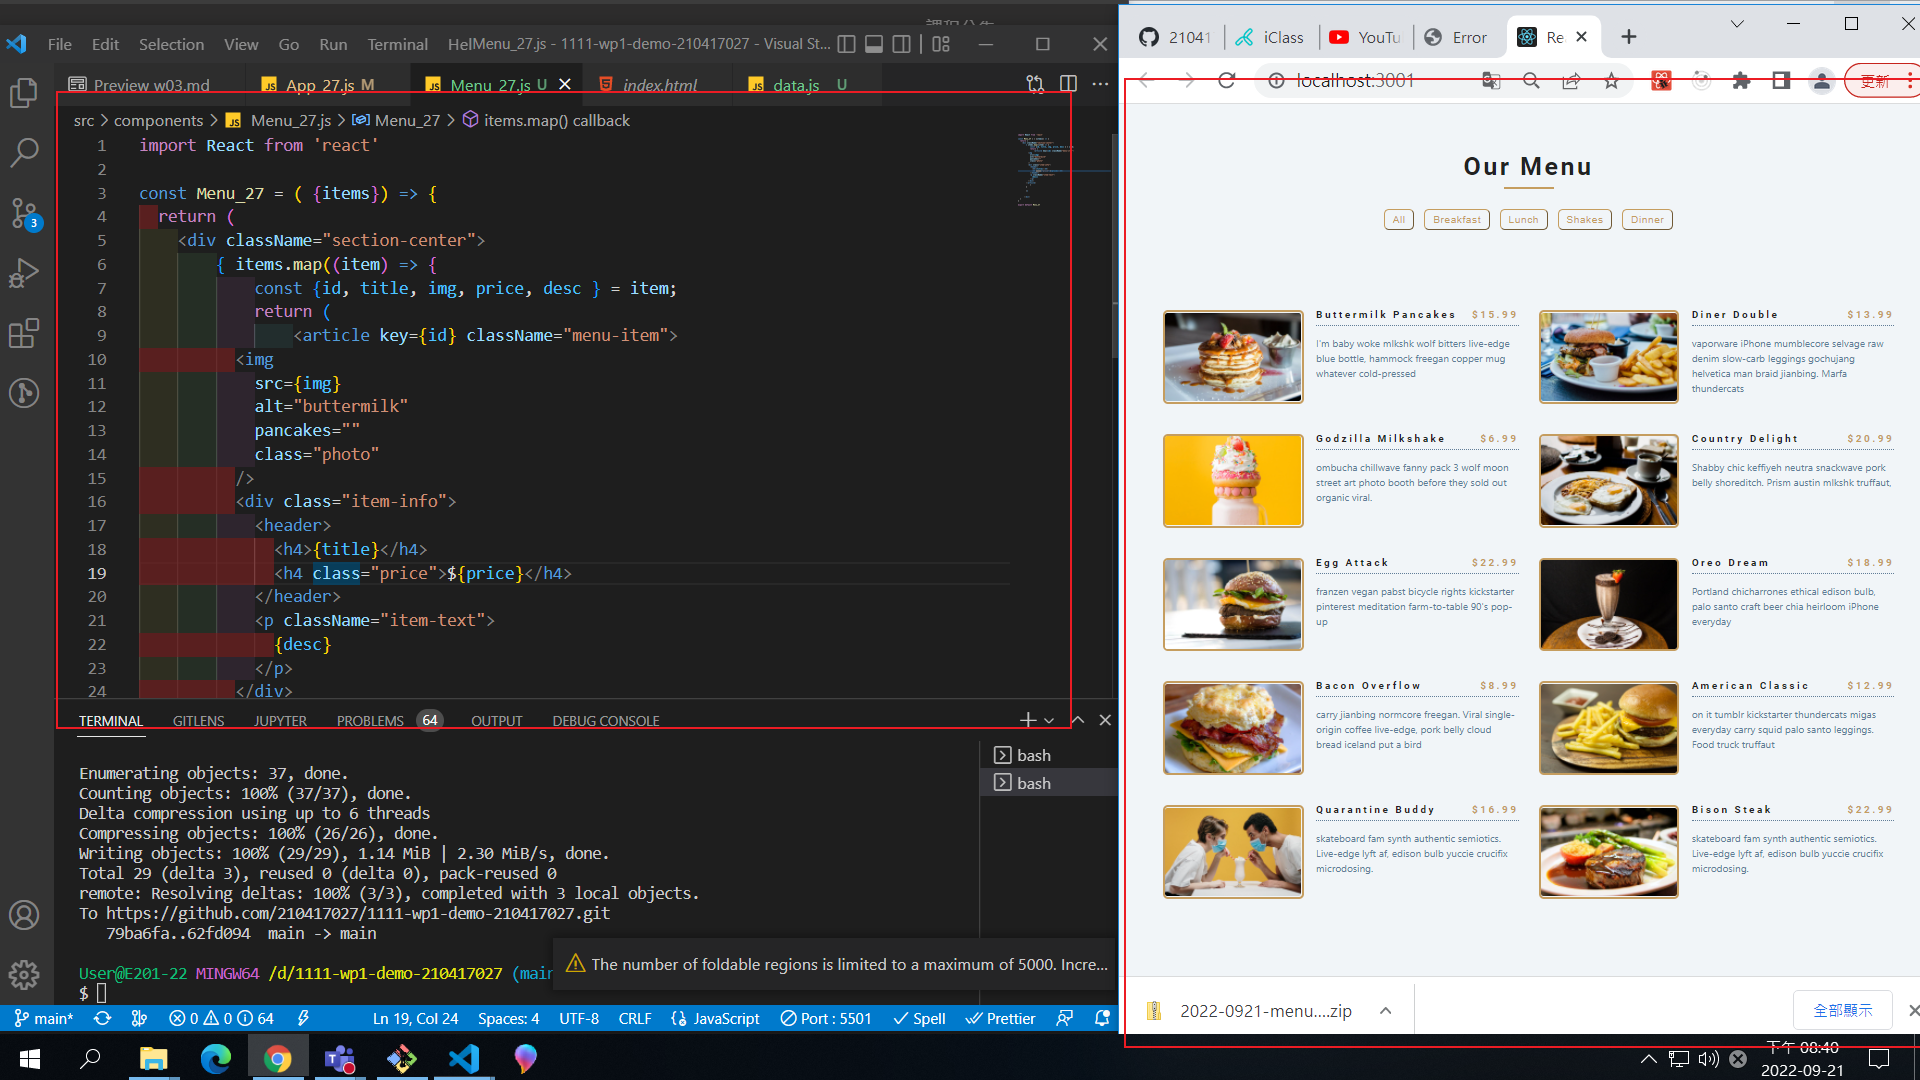 File Edit Selection View Go Run Terminal Hel Menu_27.js - 1111-wp1-demo-210417027 - Visual St...
Preview w03.md
App_27.js M
Menu_27.js U
index.html
data.js U
src > components > Menu_27.js > Menu_27 > items.map() callback
1 import React from 'react'
2
3 const Menu_27 = ( {items}) => {
4 return (
5 <div className="section-center">
6 { items.map((item) => {
7 const {id, title, img, price, desc } = item;
8 return (
9 <article key={id} className="menu-item">
10 <img
11 src={img}
12 alt="buttermilk"
13 pancakes=""
14 class="photo"
15 />
16 <div class="item-info">
17 <header>
18 <h4>{title}</h4>
19 <h4 class="price">${price}</h4>
20 </header>
21 <p className="item-text">
22 {desc}
23 </p>
24 </div>
3
TERMINAL GITLENS JUPYTER PROBLEMS 64 OUTPUT DEBUG CONSOLE
bash
bash
Enumerating objects: 37, done.
Counting objects: 100% (37/37), done.
Delta compression using up to 6 threads
Compressing objects: 100% (26/26), done.
Writing objects: 100% (29/29), 1.14 MiB | 2.30 MiB/s, done.
Total 29 (delta 3), reused 0 (delta 0), pack-reused 0
remote: Resolving deltas: 100% (3/3), completed with 3 local objects.
To https://github.com/210417027/1111-wp1-demo-210417027.git
79ba6fa..62fd094 main -> main
User@E201-22 MINGW64 /d/1111-wp1-demo-210417027 (main
$
The number of foldable regions is limited to a maximum of 5000. Incre...
main* 0 0 64 Ln 19, Col 24 Spaces: 4 UTF-8 CRLF JavaScript Port : 5501 Spell Prettier
21041 iClass YouTu Error Re
localhost:3001
更新
Our Menu
All Breakfast Lunch Shakes Dinner
Buttermilk Pancakes $15.99
I'm baby woke mlkshk wolf bitters live-edge
blue bottle, hammock freegan copper mug
whatever cold-pressed
Diner Double $13.99
vaporware iPhone mumblecore selvage raw
denim slow-carb leggings gochujang
helvetica man braid jianbing. Marfa
thundercats
Godzilla Milkshake $6.99
ombucha chillwave fanny pack 3 wolf moon
street art photo booth before they sold out
organic viral.
Country Delight $20.99
Shabby chic keffiyeh neutra snackwave pork
belly shoreditch. Prism austin mlkshk truffaut,
Egg Attack $22.99
franzen vegan pabst bicycle rights kickstarter
pinterest meditation farm-to-table 90's pop-
up
Oreo Dream $18.99
Portland chicharrones ethical edison bulb,
palo santo craft beer chia heirloom iPhone
everyday
Bacon Overflow $8.99
carry jianbing normcore freegan. Viral single-
origin coffee live-edge, pork belly cloud
bread iceland put a bird
American Classic $12.99
on it tumblr kickstarter thundercats migas
everyday carry squid palo santo leggings.
Food truck truffaut
Quarantine Buddy $16.99
skateboard fam synth authentic semiotics.
Live-edge lyft af, edison bulb yuccie crucifix
microdosing.
Bison Steak $22.99
skateboard fam synth authentic semiotics.
Live-edge lyft af, edison bulb yuccie crucifix
microdosing.
2022-0921-menu....zip
全部顯示
下午 08:40
2022-09-21